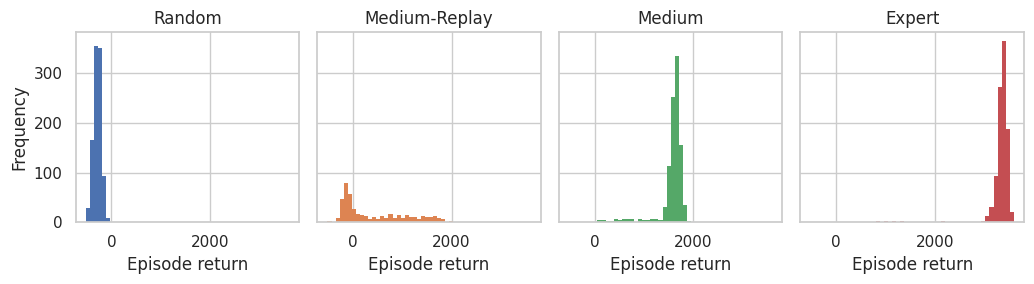 Random
Medium-Replay
Medium
Expert
Frequency
300
200
100
0
0 2000
0 2000
0 2000
0 2000
Episode return
Episode return
Episode return
Episode return